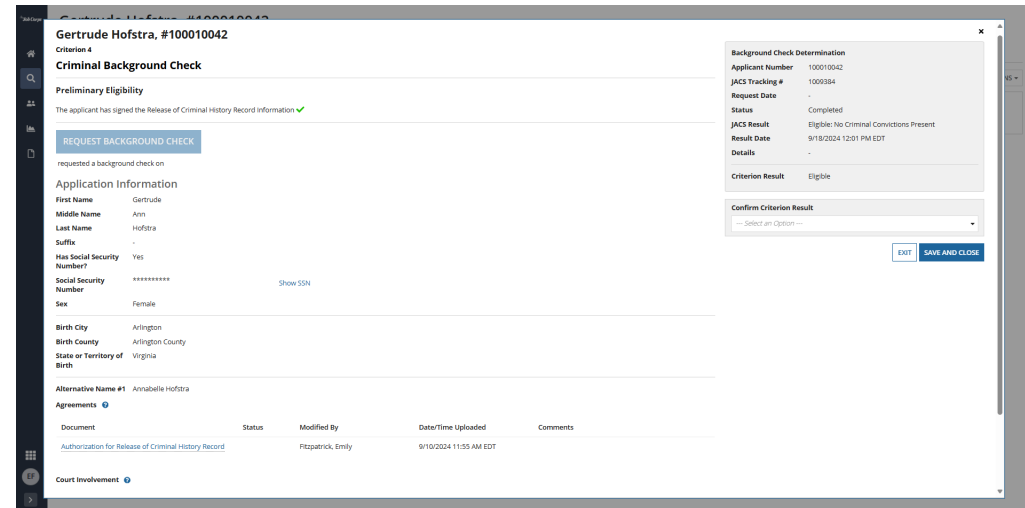 Gertrude Hofstra, #100010042
Criterion 4
Criminal Background Check
Preliminary Eligibility
The applicant has signed the Release of Criminal History Record Information
REQUEST BACKGROUND CHECK
requested a background check on
Application Information
First Name Gertrude
Middle Name Ann
Last Name Hofstra
Suffix -
Has Social Security Number? Yes
Social Security Number ********** Show SSN
Sex Female
Birth City Arlington
Birth County Arlington County
State or Territory of Birth Virginia
Alternative Name #1 Annabelle Hofstra
Agreements ?
Document Status Modified By Date/Time Uploaded Comments
Authorization for Release of Criminal History Record Fitzpatrick, Emily 9/10/2024 11:55 AM EDT
Court Involvement ?
Background Check Determination
Applicant Number 100010042
JACS Tracking # 1009384
Request Date -
Status Completed
JACS Result Eligible: No Criminal Convictions Present
Result Date 9/18/2024 12:01 PM EDT
Details -
Criterion Result Eligible
Confirm Criterion Result
--- Select an Option ---
EXIT SAVE AND CLOSE
EF